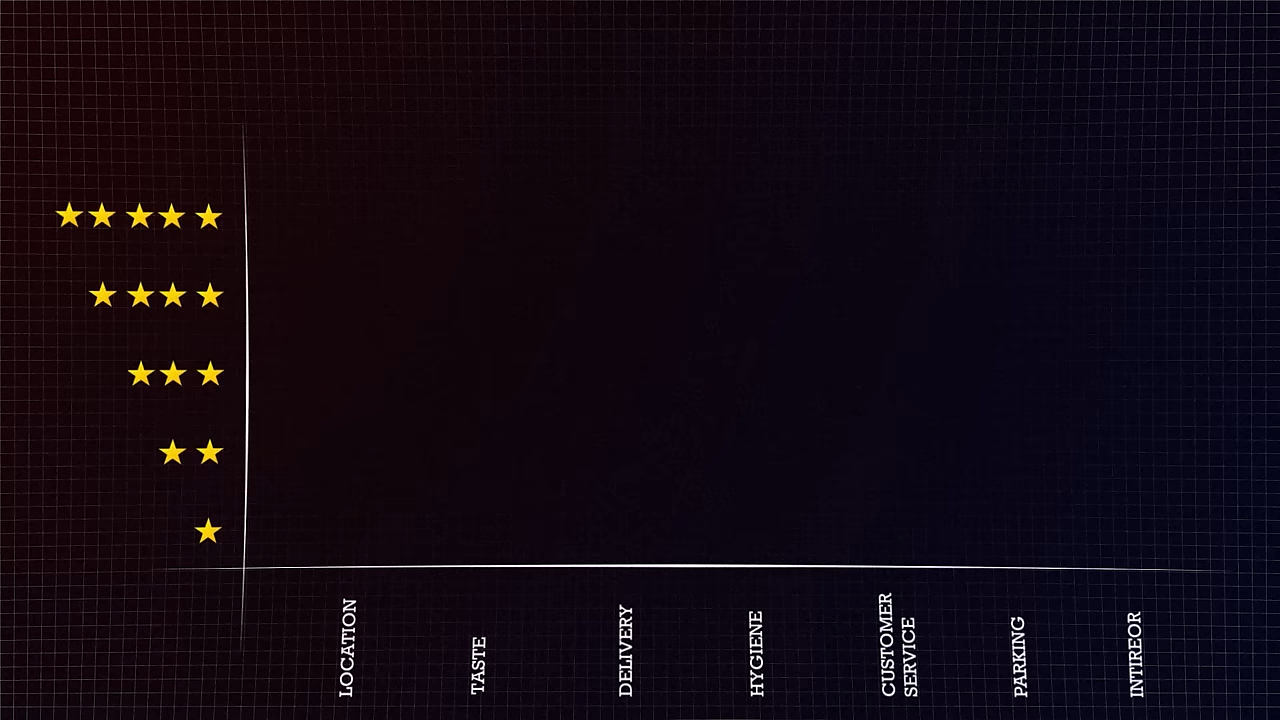 LOCATION
TASTE
DELIVERY
HYGIENE
CUSTOMER
SERVICE
PARKING
INTIREOR